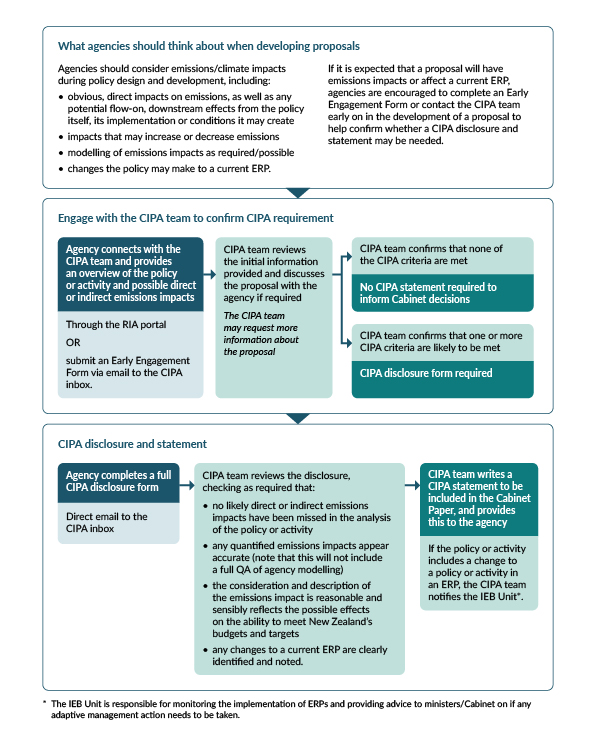 What agencies should think about when developing proposals
Agencies should consider emissions/climate impacts
during policy design and development, including:
• obvious, direct impacts on emissions, as well as any
potential flow-on, downstream effects from the policy
itself, its implementation or conditions it may create
• impacts that may increase or decrease emissions
• modelling of emissions impacts as required/possible
• changes the policy may make to a current ERP.
If it is expected that a proposal will have
emissions impacts or affect a current ERP,
agencies are encouraged to complete an Early
Engagement Form or contact the CIPA team
early on in the development of a proposal to
help confirm whether a CIPA disclosure and
statement may be needed.
Engage with the CIPA team to confirm CIPA requirement
Agency connects with the
CIPA team and provides
an overview of the policy
or activity and possible direct
or indirect emissions impacts
Through the RIA portal
OR
submit an Early Engagement
Form via email to the CIPA
inbox.
CIPA team reviews
the initial information
provided and discusses
the proposal with the
agency if required
The CIPA team
may request more
information about
the proposal
CIPA team confirms that none of
the CIPA criteria are met
No CIPA statement required to
inform Cabinet decisions
CIPA team confirms that one or more
CIPA criteria are likely to be met
CIPA disclosure form required
CIPA disclosure and statement
Agency completes a full
CIPA disclosure form
Direct email to the
CIPA inbox
CIPA team reviews the disclosure,
checking as required that:
• no likely direct or indirect emissions
impacts have been missed in the analysis
of the policy or activity
• any quantified emissions impacts appear
accurate (note that this will not include
a full QA of agency modelling)
• the consideration and description of
the emissions impact is reasonable and
sensibly reflects the possible effects
on the ability to meet New Zealand's
budgets and targets
• any changes to a current ERP are clearly
identified and noted.
CIPA team writes a
CIPA statement to be
included in the Cabinet
Paper, and provides
this to the agency
If the policy or activity
includes a change to
a policy or activity in
an ERP, the CIPA team
notifies the IEB Unit*.
* The IEB Unit is responsible for monitoring the implementation of ERPs and providing advice to ministers/Cabinet on if any
adaptive management action needs to be taken.